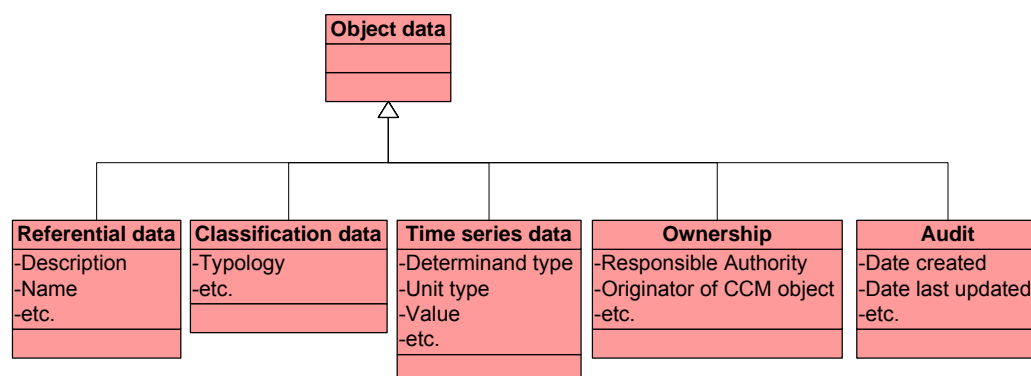 Object data
Referential data
-Description
-Name
-etc.
Classification data
-Typology
-etc.
Time series data
-Determinand type
-Unit type
-Value
-etc.
Ownership
-Responsible Authority
-Originator of CCM object
-etc.
Audit
-Date created
-Date last updated
-etc.